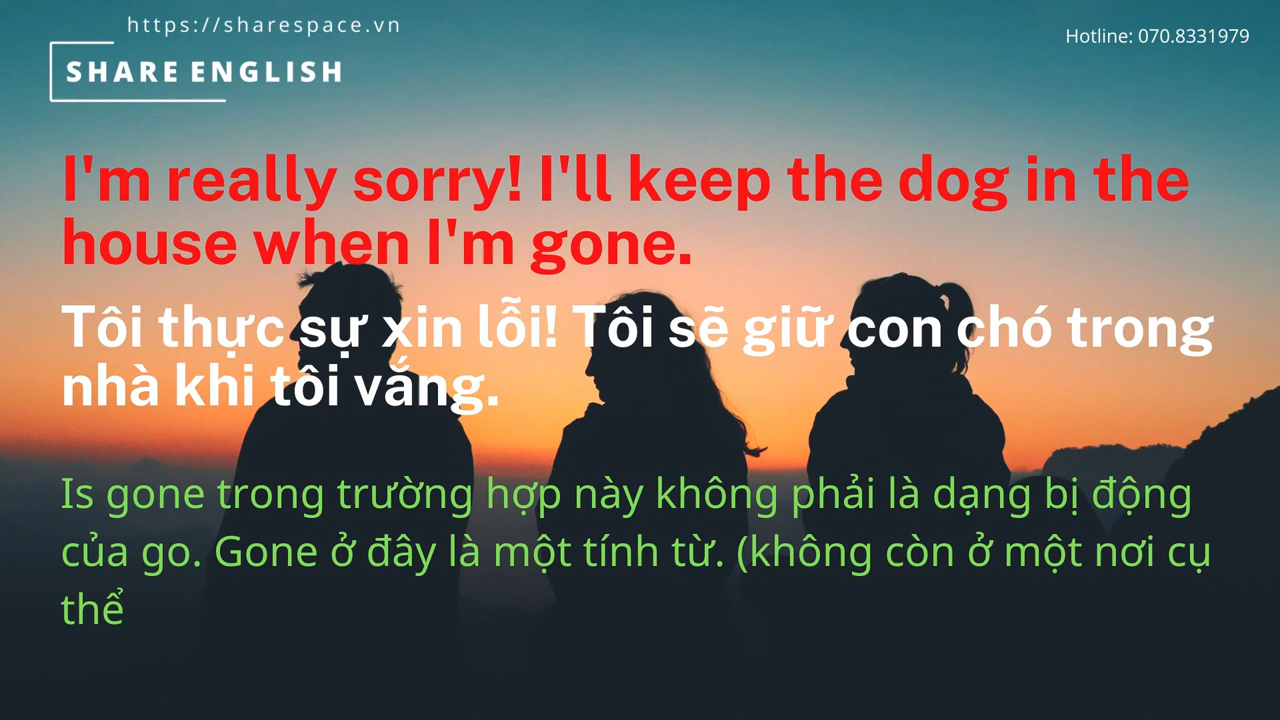 https://sharespace.vn
Hotline: 070.8331979
SHARE ENGLISH
I'm really sorry! I'll keep the dog in the
house when I'm gone.
Tôi thực sự xin lỗi! Tôi sẽ giữ con chó trong
nhà khi tôi vắng.
Is gone trong trường hợp này không phải là dạng bị động
của go. Gone ở đây là một tính từ. (không còn ở một nơi cụ
thể